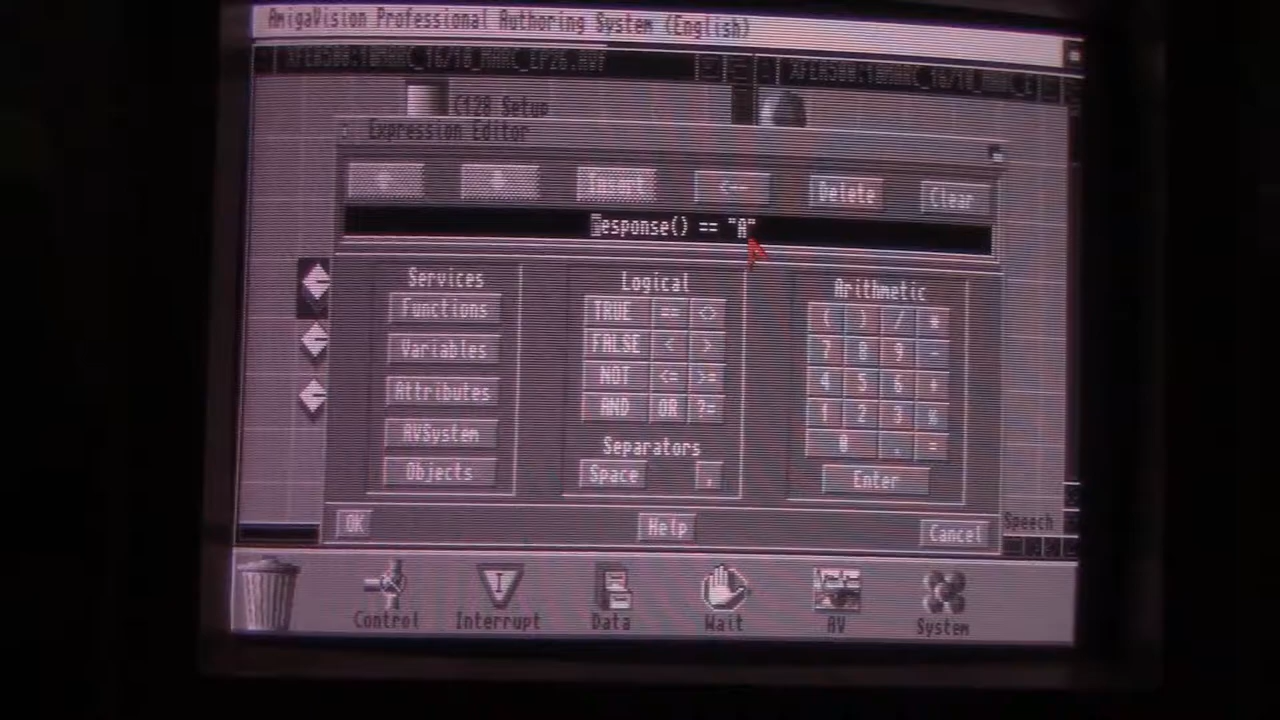 AmigaVision Professional Authoring System (English)
C128 Setup
Expression Editor
Insert <-- Delete Clear
Response() == "A"
Services Logical Arithmetic
Functions TRUE == <> ( ) / *
Variables FALSE < > 7 8 9 -
Attributes NOT <= >= 4 5 6 +
AVSystem AND OR ?= 1 2 3 %
Separators 0 . =
Objects Space , Enter
OK Help Cancel
Speech
Control Interrupt Data Wait AV System